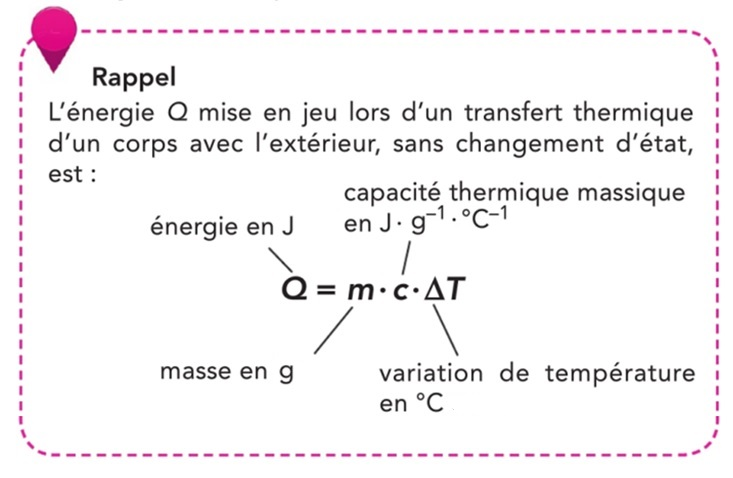 Rappel
L'énergie Q mise en jeu lors d'un transfert thermique
d'un corps avec l'extérieur, sans changement d'état,
est :
capacité thermique massique
en J· g⁻¹·°C⁻¹
énergie en J
Q = m·c·ΔT
masse en g
variation de température
en °C